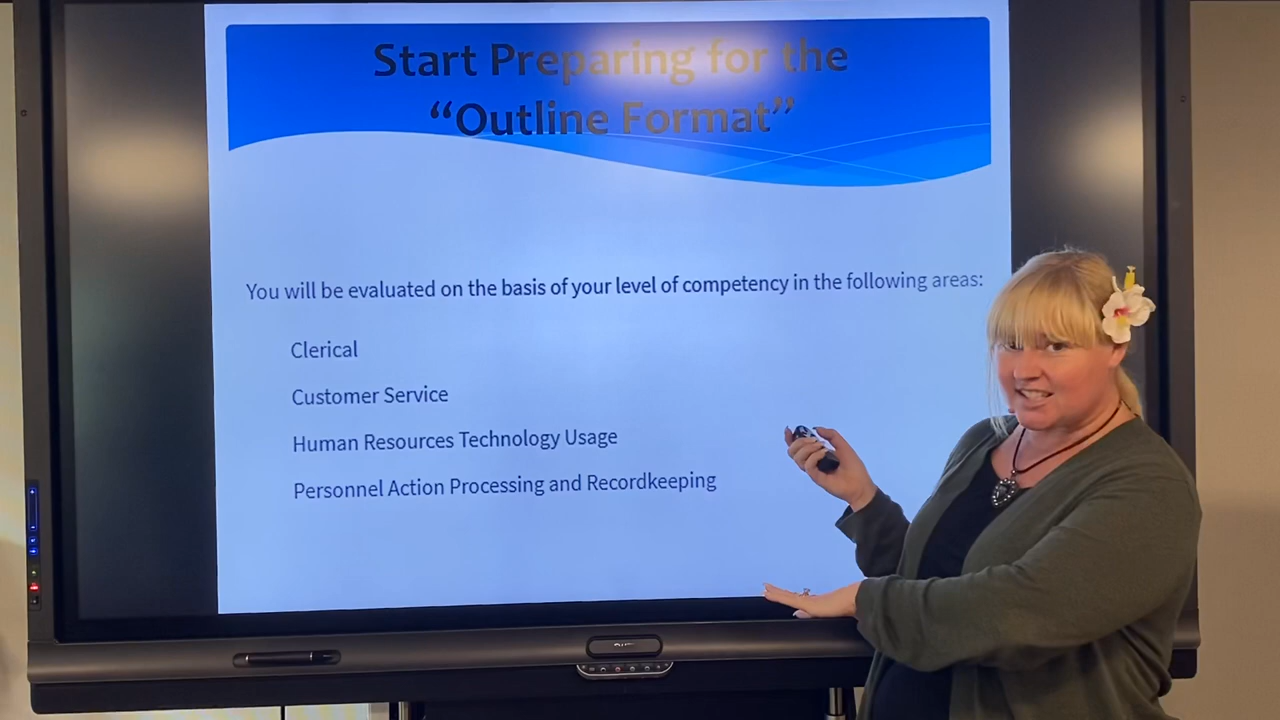 Start Preparing for the
“Outline Format”
You will be evaluated on the basis of your level of competency in the following areas:
Clerical
Customer Service
Human Resources Technology Usage
Personnel Action Processing and Recordkeeping